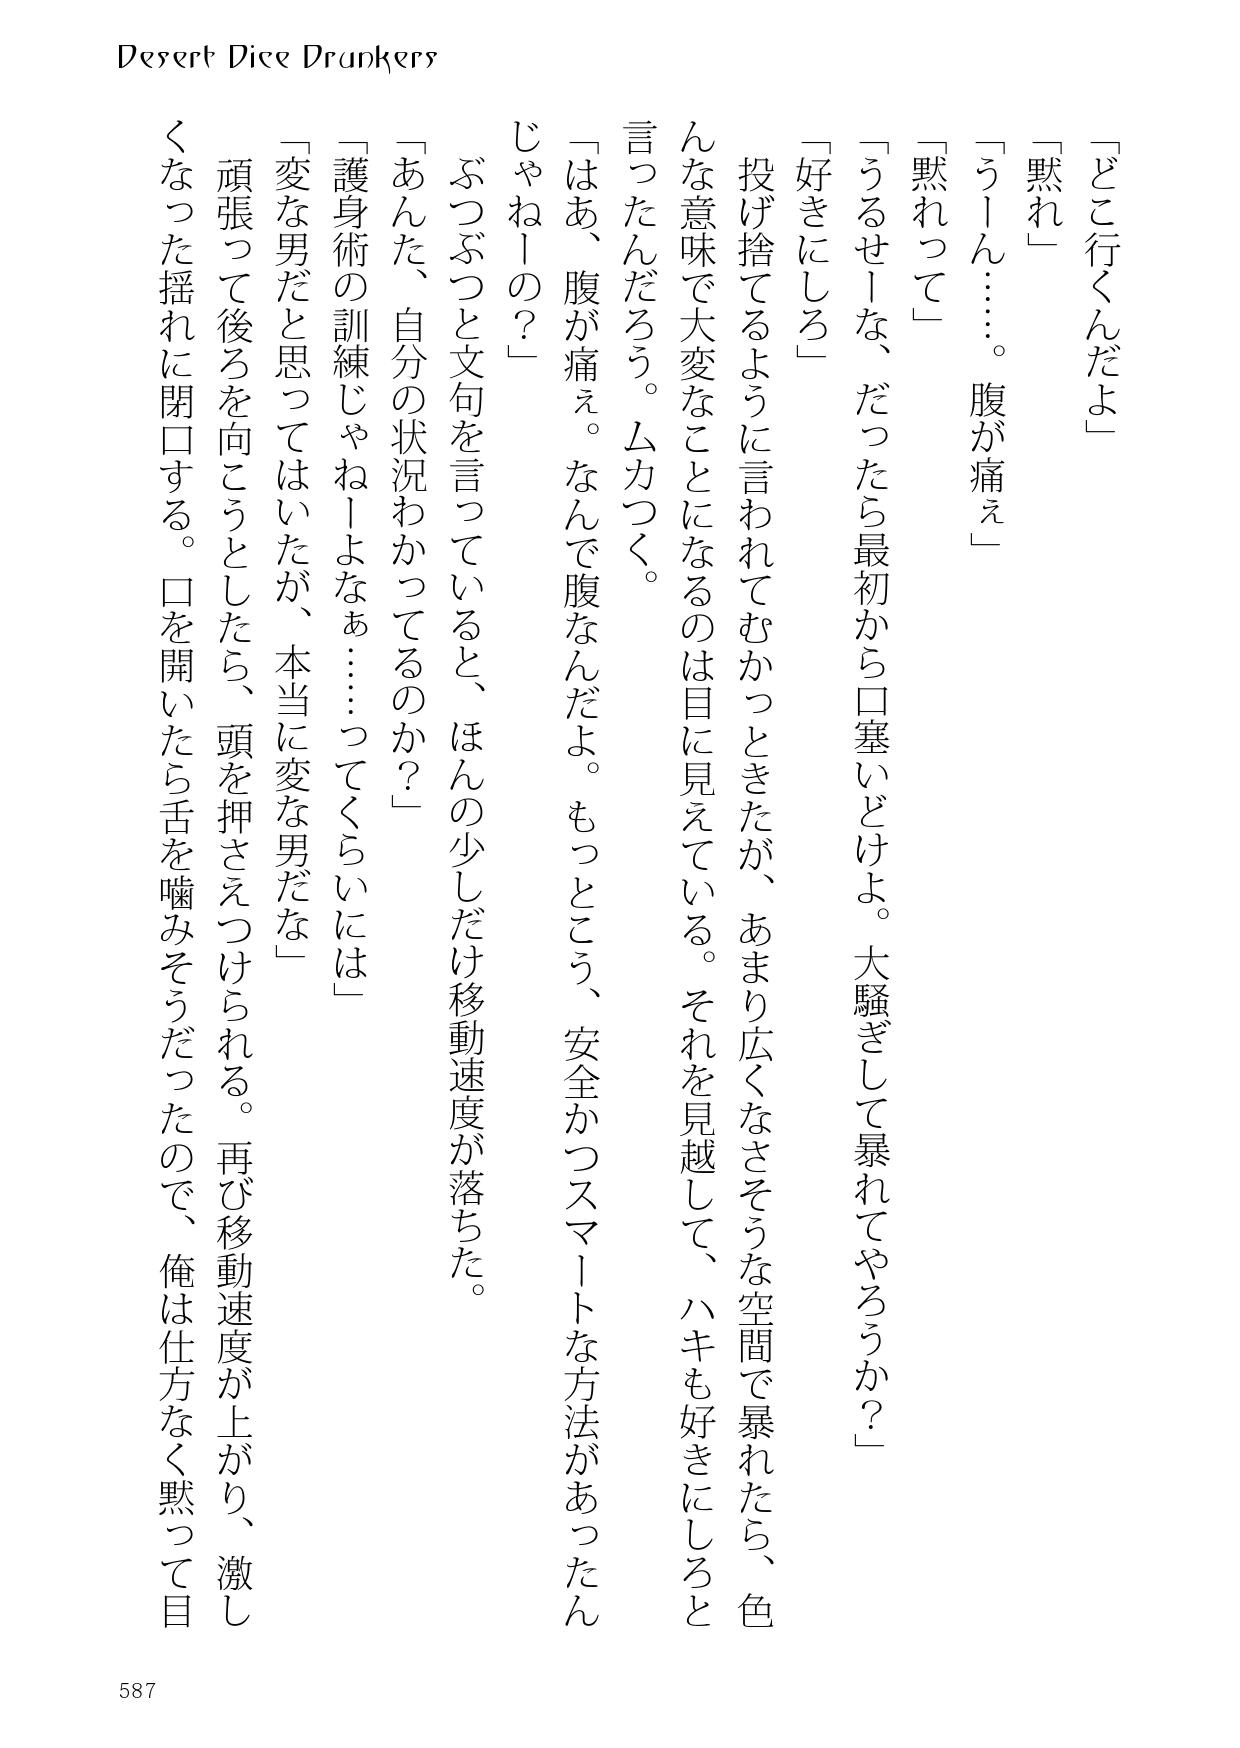 Desert Dice Drunkers
「どこ行くんだよ」
「黙れ」
「うーん……。腹が痛ぇ」
「黙れって」
「うるせーな、だったら最初から口塞いどけよ。大騒ぎして暴れてやろうか？」
「好きにしろ」
　投げ捨てるように言われてむかっときたが、あまり広くなさそうな空間で暴れたら、色
んな意味で大変なことになるのは目に見えている。それを見越して、ハキも好きにしろと
言ったんだろう。ムカつく。
「はあ、腹が痛ぇ。なんで腹なんだよ。もっとこう、安全かつスマートな方法があったん
じゃねーの？」
　ぶつぶつと文句を言っていると、ほんの少しだけ移動速度が落ちた。
「あんた、自分の状況わかってるのか？」
「護身術の訓練じゃねーよなぁ……ってくらいには」
「変な男だと思ってはいたが、本当に変な男だな」
　頑張って後ろを向こうとしたら、頭を押さえつけられる。再び移動速度が上がり、激し
くなった揺れに閉口する。口を開いたら舌を噛みそうだったので、俺は仕方なく黙って目
587